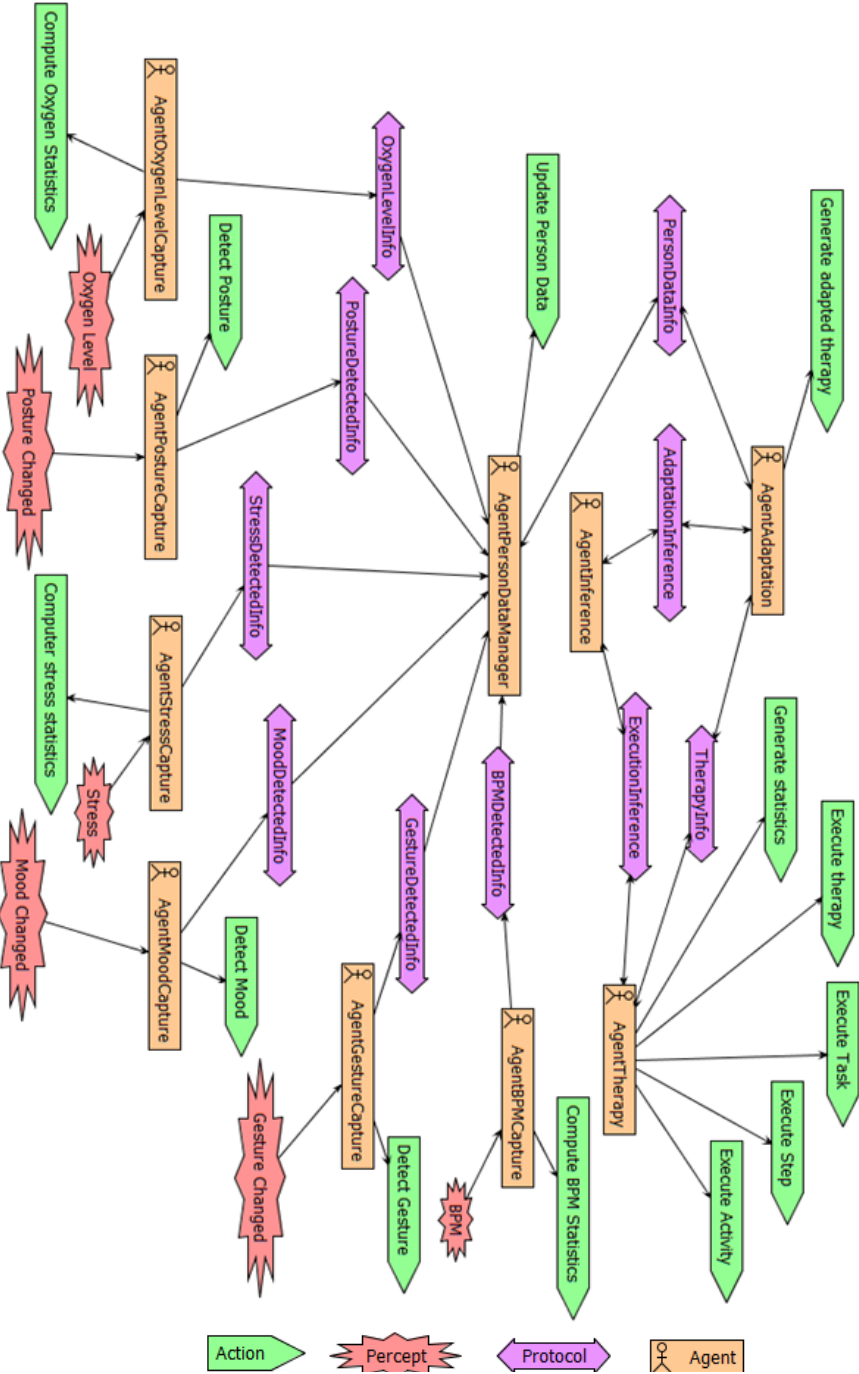 Generate adapted therapy
Execute therapy
Execute Task
Generate statistics
Execute Step
AgentAdaptation
Execute Activity
PersonDataInfo
AdaptationInference
TherapyInfo
ExecutionInference
AgentTherapy
AgentInference
Update Person Data
Compute BPM Statistics
AgentPersonDataManager
BPMDetectedInfo
AgentBPMCapture
BPM
OxygenLevelInfo
PostureDetectedInfo
GestureDetectedInfo
Detect Gesture
AgentGestureCapture
StressDetectedInfo
MoodDetectedInfo
Gesture Changed
Detect Posture
Detect Mood
AgentOxygenLevelCapture
AgentPostureCapture
AgentStressCapture
AgentMoodCapture
Oxygen Level
Stress
Compute Oxygen Statistics
Computer stress statistics
Posture Changed
Mood Changed
Action
Percept
Protocol
Agent